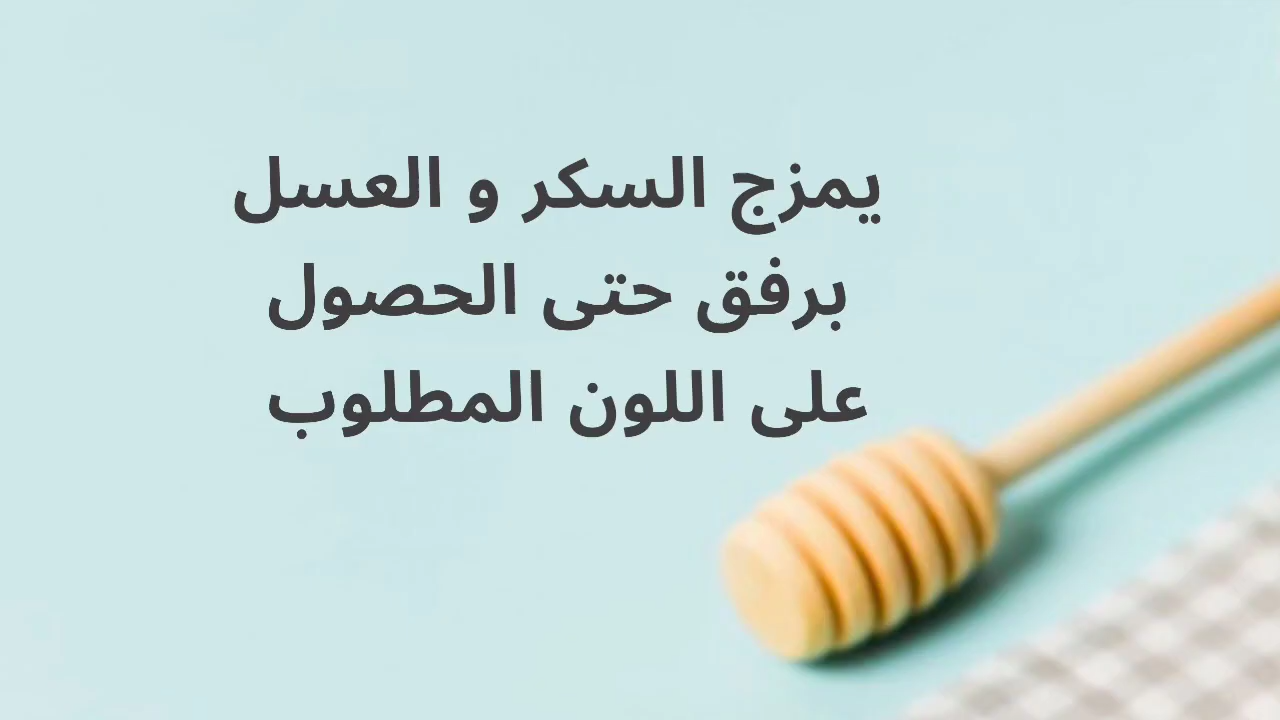 يمزج السكر و العسل
برفق حتى الحصول
على اللون المطلوب